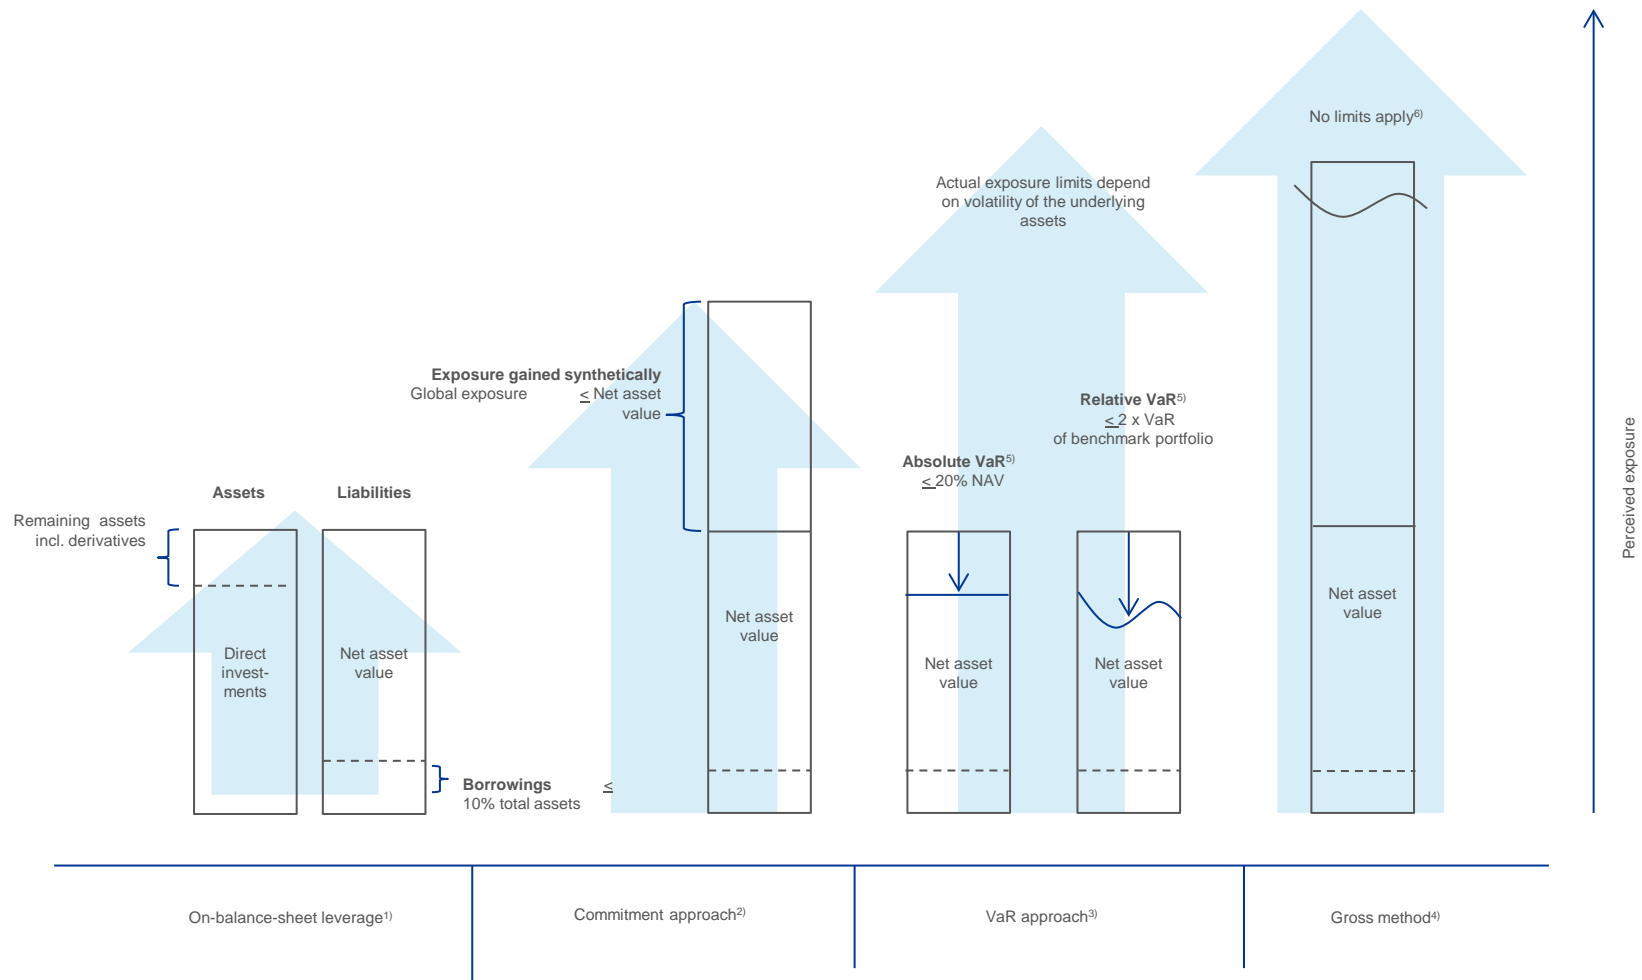 No limits apply6)
Actual exposure limits depend
on volatility of the underlying
assets
Exposure gained synthetically
Global exposure < Net asset
value
Relative VaR5)
< 2 x VaR
of benchmark portfolio
Absolute VaR5)
< 20% NAV
Assets
Liabilities
Remaining assets
incl. derivatives
Direct
invest-
ments
Net asset
value
Borrowings <
10% total assets
Net asset
value
Net asset
value
Net asset
value
Net asset
value
Perceived exposure
On-balance-sheet leverage1)
Commitment approach2)
VaR approach3)
Gross method4)